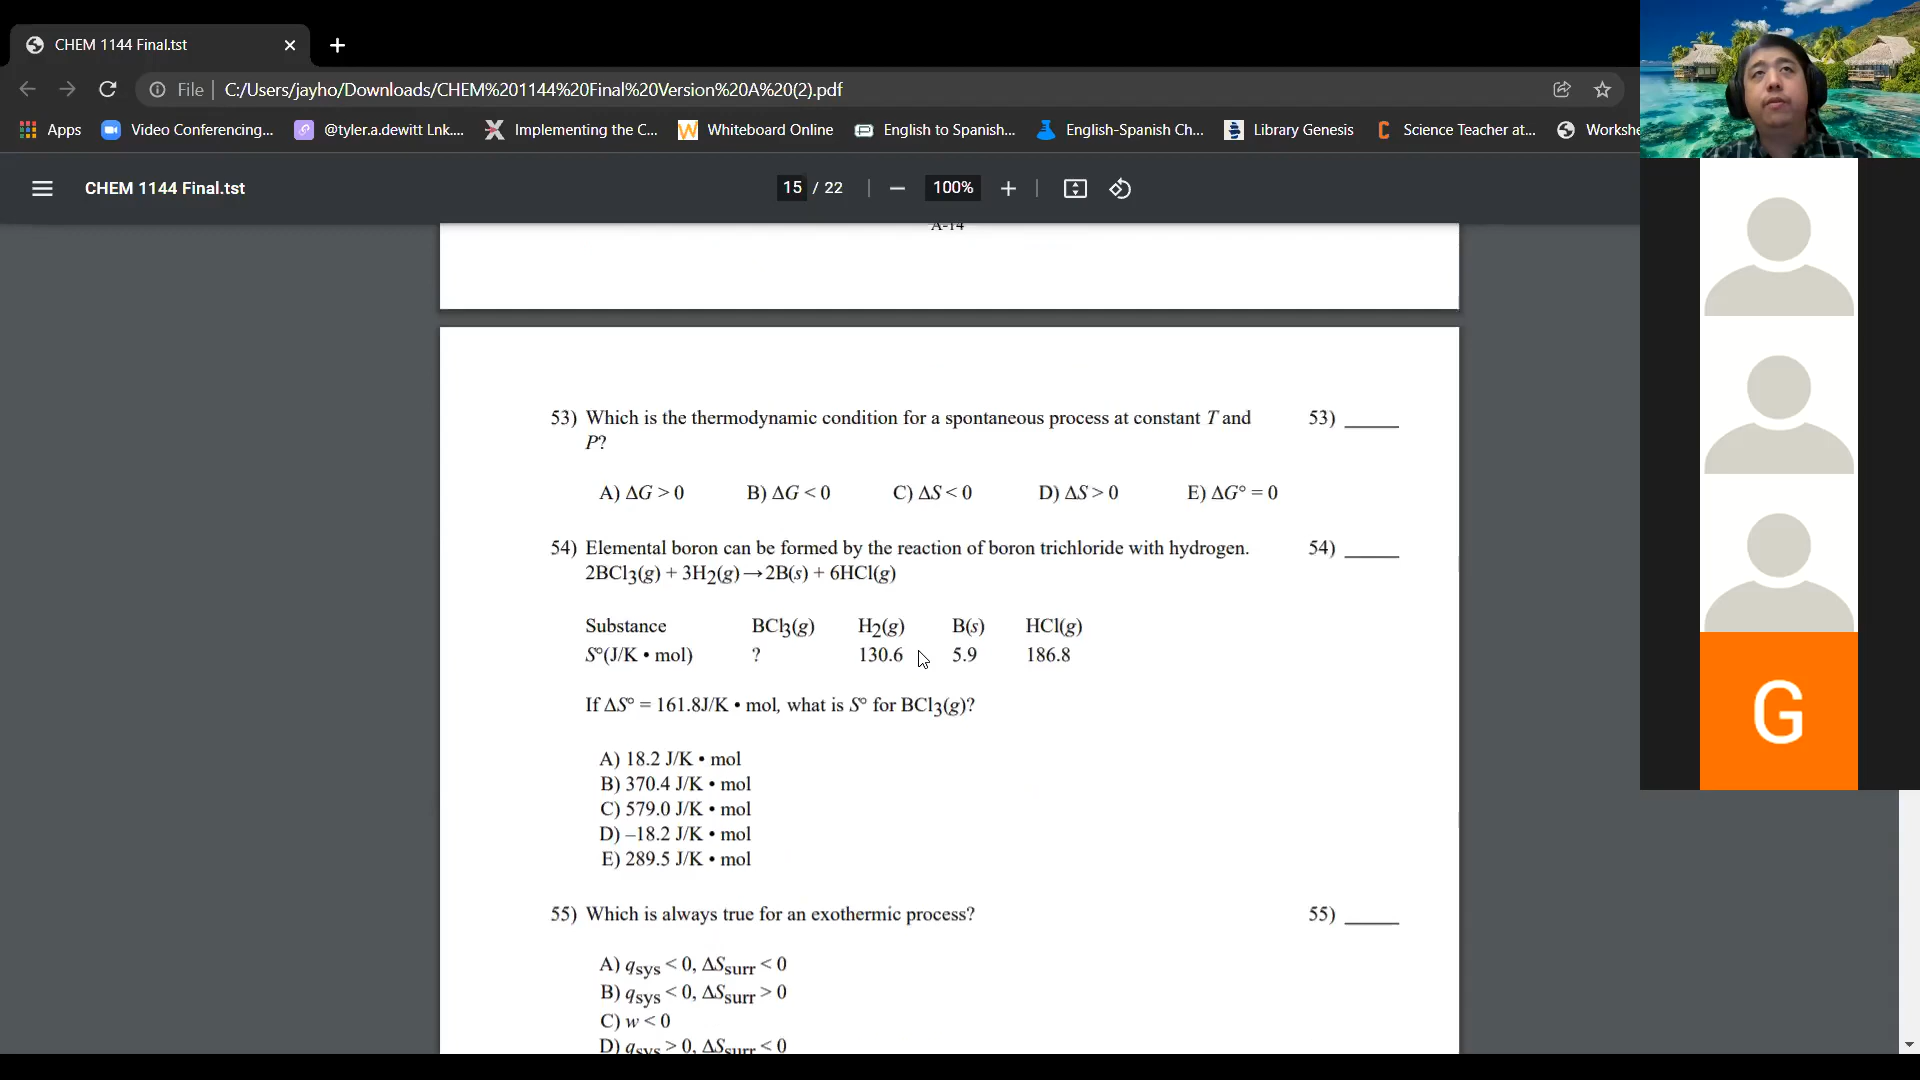 CHEM 1144 Final.tst
File
C:/Users/jayho/Downloads/CHEM%201144%20Final%20Version%20A%20(2).pdf
Apps
Video Conferencing...
@tyler.a.dewitt Lnk....
Implementing the C...
W
Whiteboard Online
English to Spanish...
English-Spanish Ch...
Library Genesis
C
Science Teacher at...
Workshe
CHEM 1144 Final.tst
15 / 22
100%
A-14
53) Which is the thermodynamic condition for a spontaneous process at constant T and 53) ______
P?
A) ΔG > 0 B) ΔG < 0 C) ΔS < 0 D) ΔS > 0 E) ΔG° = 0
54) Elemental boron can be formed by the reaction of boron trichloride with hydrogen. 54) ______
2BCl3(g) + 3H2(g) → 2B(s) + 6HCl(g)
Substance BCl3(g) H2(g) B(s) HCl(g)
S°(J/K • mol) ? 130.6 5.9 186.8
If ΔS° = 161.8J/K • mol, what is S° for BCl3(g)?
A) 18.2 J/K • mol
B) 370.4 J/K • mol
C) 579.0 J/K • mol
D) –18.2 J/K • mol
E) 289.5 J/K • mol
55) Which is always true for an exothermic process? 55) ______
A) qsys < 0, ΔSsurr < 0
B) qsys < 0, ΔSsurr > 0
C) w < 0
D) qsys > 0, ΔSsurr < 0
G